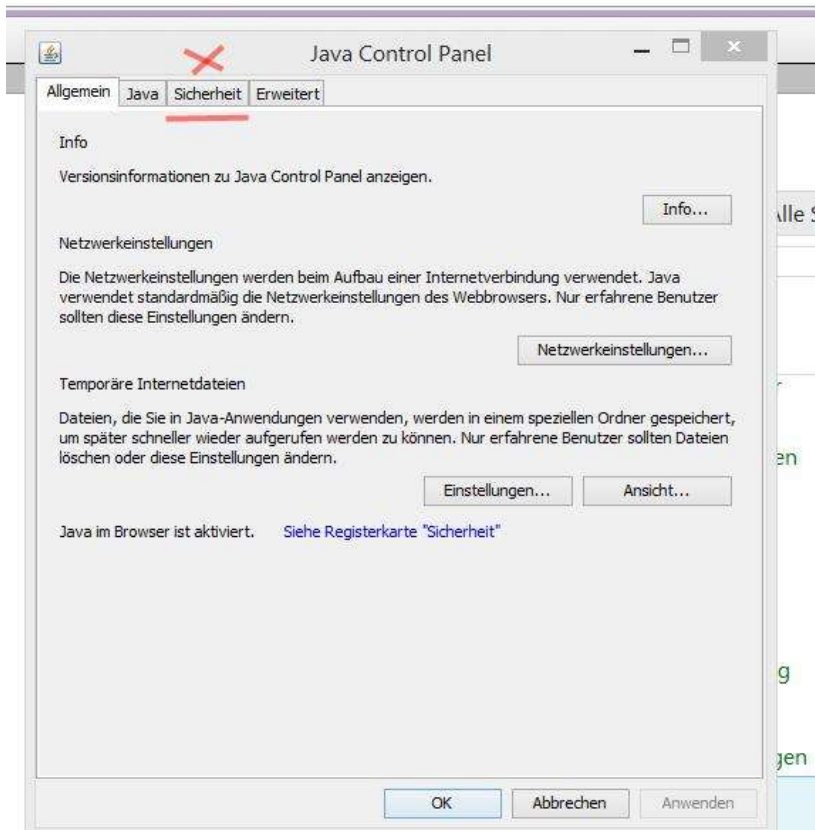 Java Control Panel
Allgemein Java Sicherheit Erweitert
Info
Versionsinformationen zu Java Control Panel anzeigen.
Info...
Netzwerkeinstellungen
Die Netzwerkeinstellungen werden beim Aufbau einer Internetverbindung verwendet. Java
verwendet standardmäßig die Netzwerkeinstellungen des Webbrowsers. Nur erfahrene Benutzer
sollten diese Einstellungen ändern.
Netzwerkeinstellungen...
Temporäre Internetdateien
Dateien, die Sie in Java-Anwendungen verwenden, werden in einem speziellen Ordner gespeichert,
um später schneller wieder aufgerufen werden zu können. Nur erfahrene Benutzer sollten Dateien
löschen oder diese Einstellungen ändern.
Einstellungen... Ansicht...
Java im Browser ist aktiviert. Siehe Registerkarte "Sicherheit"
OK Abbrechen Anwenden